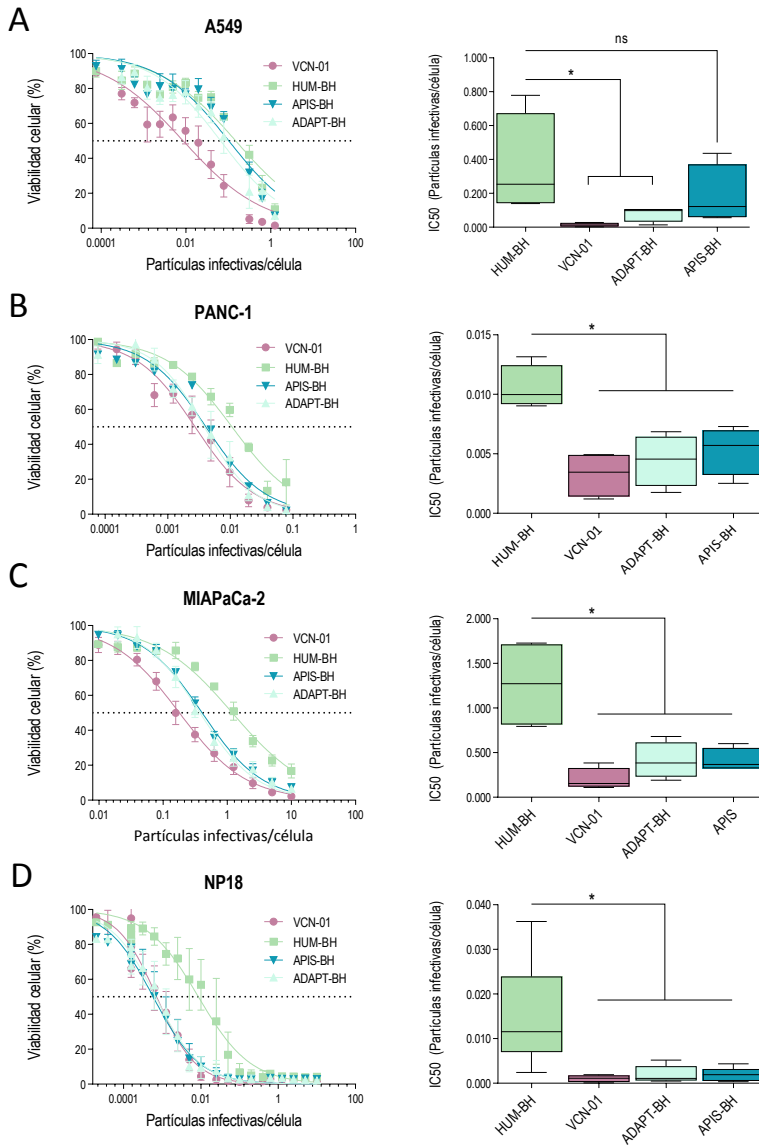 A
A549
Viabilidad celular (%)
100
80
60
40
20
0
0.0001
0.01
1
100
Partículas infectivas/célula
VCN-01
HUM-BH
APIS-BH
ADAPT-BH
IC50 (Partículas infectivas/célula)
1.000
0.800
0.600
0.400
0.200
0.000
*
ns
HUM-BH
VCN-01
ADAPT-BH
APIS-BH
B
PANC-1
Viabilidad celular (%)
100
80
60
40
20
0
0.0001
0.001
0.01
0.1
1
Partículas infectivas/célula
VCN-01
HUM-BH
APIS-BH
ADAPT-BH
IC50 (Partículas infectivas/célula)
0.015
0.010
0.005
0.000
*
HUM-BH
VCN-01
ADAPT-BH
APIS-BH
C
MIAPaCa-2
Viabilidad celular (%)
100
80
60
40
20
0
0.01
0.1
1
10
100
Partículas infectivas/célula
VCN-01
HUM-BH
APIS-BH
ADAPT-BH
IC50 (Partículas infectivas/célula)
2.000
1.500
1.000
0.500
0.000
*
HUM-BH
VCN-01
ADAPT-BH
APIS
D
NP18
Viabilidad celular (%)
100
80
60
40
20
0
0.0001
0.01
1
100
Partículas infectivas/célula
VCN-01
HUM-BH
APIS-BH
ADAPT-BH
IC50 (Partículas infectivas/célula)
0.040
0.030
0.020
0.010
0.000
*
HUM-BH
VCN-01
ADAPT-BH
APIS-BH